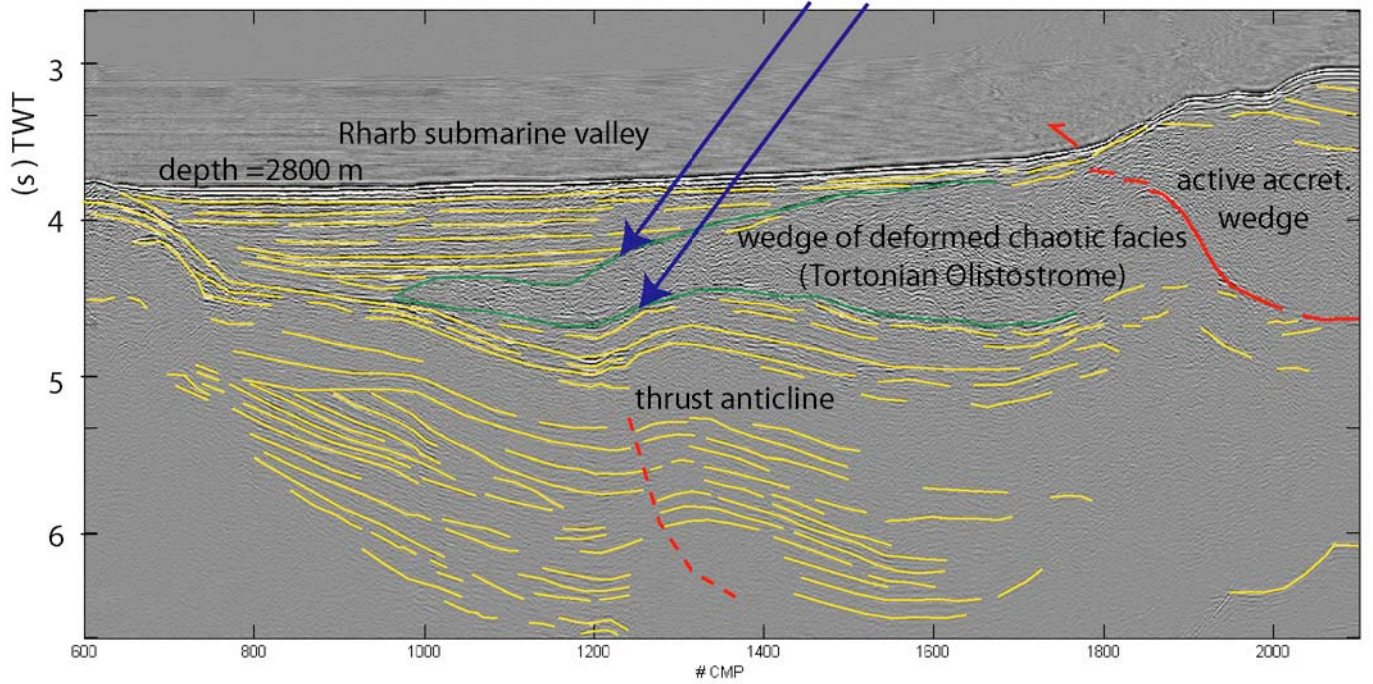 3
(s) TWT
Rharb submarine valley
depth =2800 m
active accret.
wedge
4
wedge of deformed chaotic facies
(Tortonian Olistostrome)
5
thrust anticline
6
600 800 1000 1200 1400 1600 1800 2000
# CMP